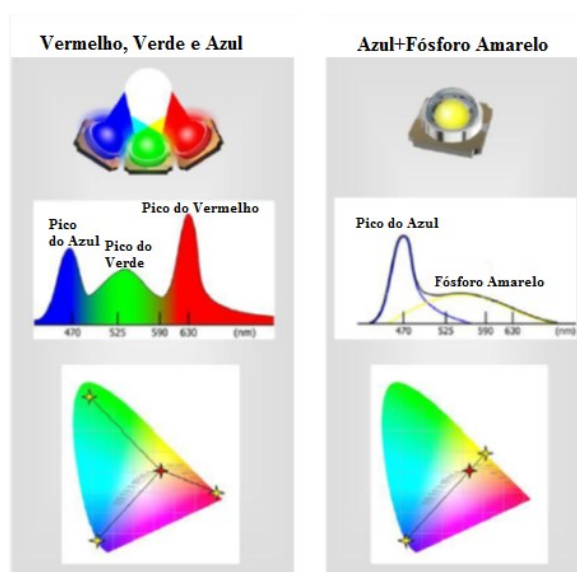 Vermelho, Verde e Azul
Pico do Vermelho
Pico
do Azul
Pico do
Verde
470 525 590 630 (nm)
Azul+Fósforo Amarelo
Pico do Azul
Fósforo Amarelo
470 525 590 630 (nm)